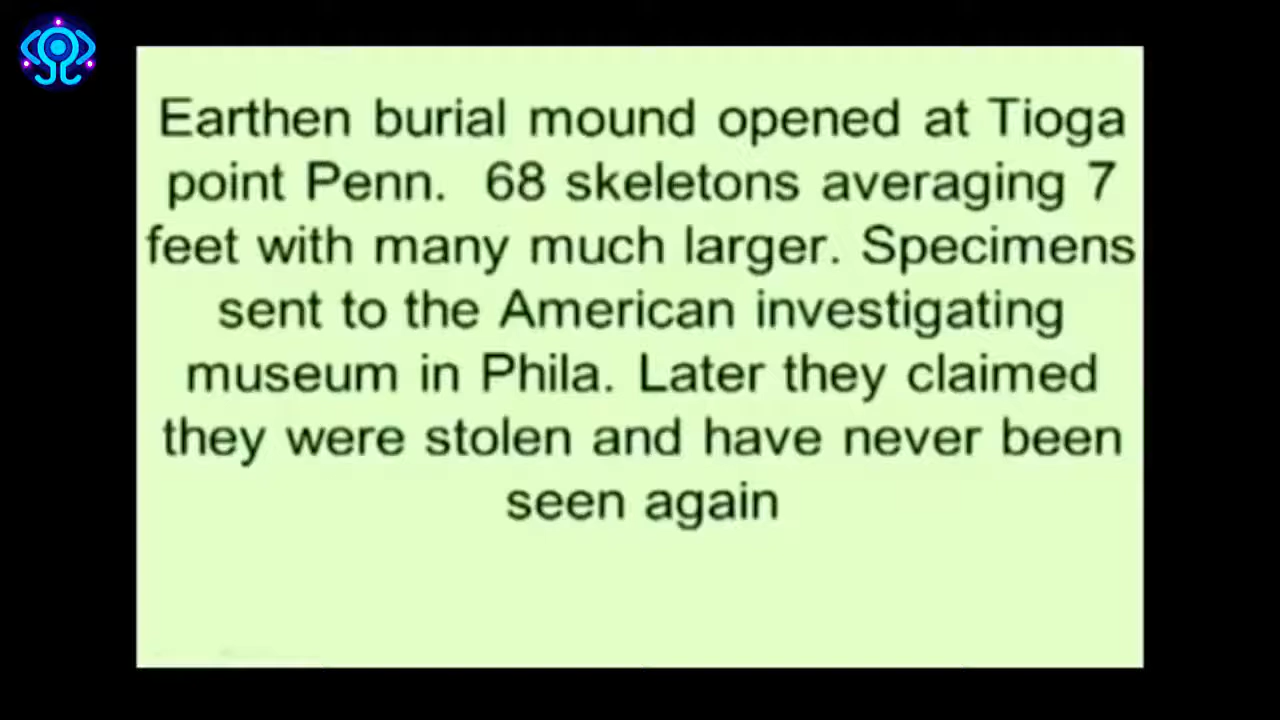 Earthen burial mound opened at Tioga
point Penn. 68 skeletons averaging 7
feet with many much larger. Specimens
sent to the American investigating
museum in Phila. Later they claimed
they were stolen and have never been
seen again